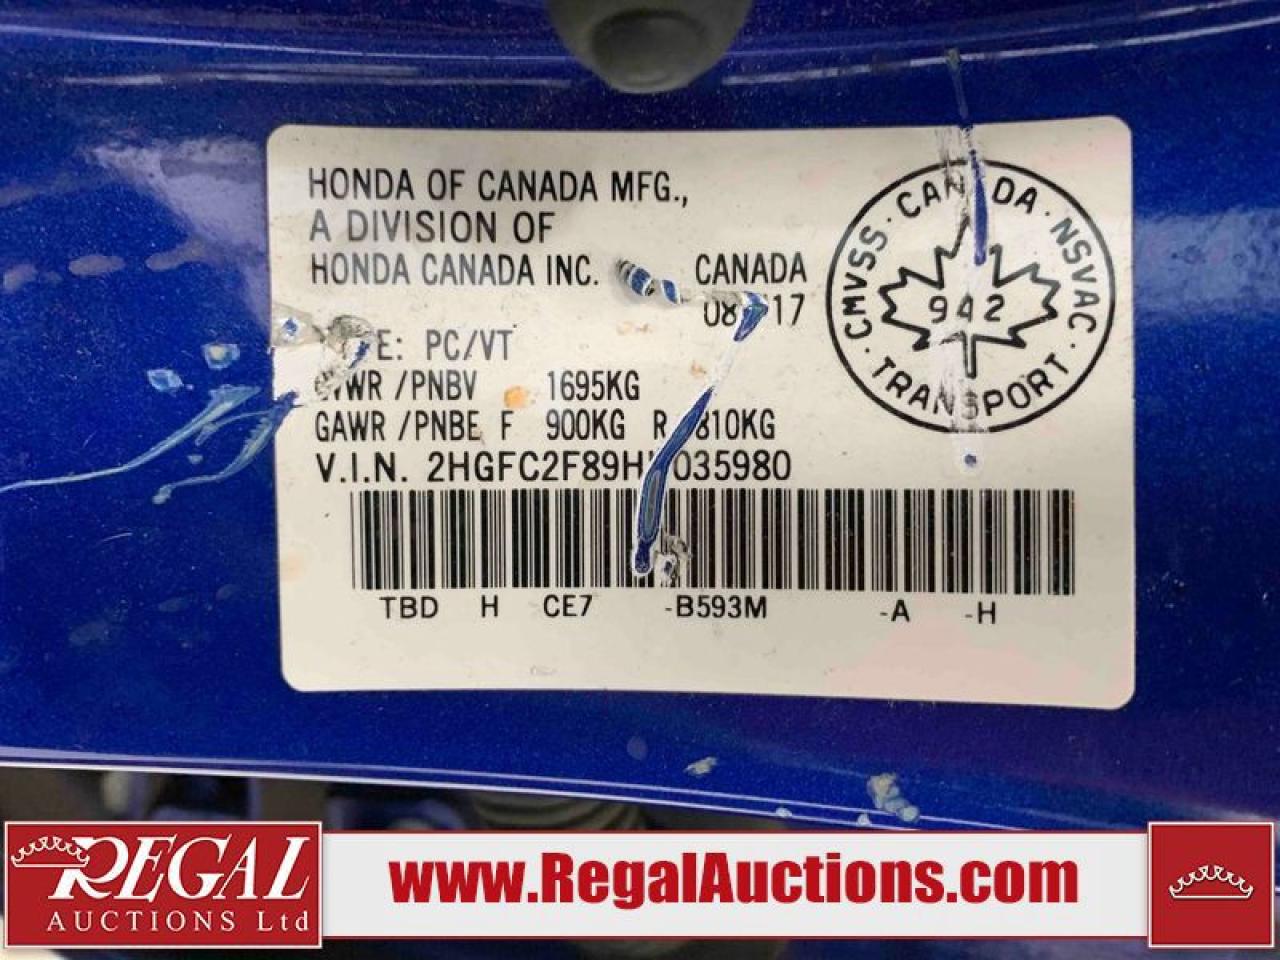 HONDA OF CANADA MFG.,
A DIVISION OF
HONDA CANADA INC. CANADA
E: PC/VT
/PNBV 1695KG
GAWR /PNBE F 900KG R 810KG
V.I.N.
TBD H CE7 -B593M -A -H
CMVSS · CANADA · NSVAC · TRANSPORT ·
942
REGAL
AUCTIONS Ltd
www.RegalAuctions.com